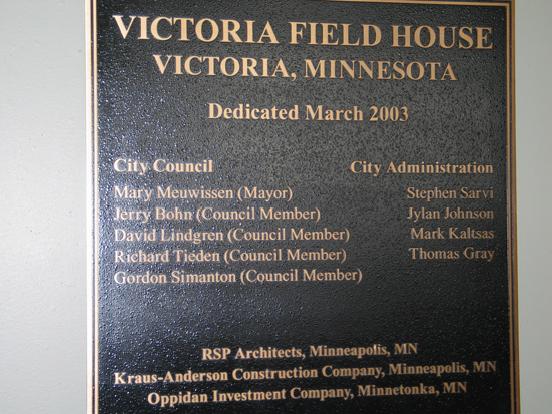 VICTORIA FIELD HOUSE
VICTORIA, MINNESOTA
Dedicated March 2003
City Council
Mary Meuwissen (Mayor)
Jerry Bohn (Council Member)
David Lindgren (Council Member)
Richard Tieden (Council Member)
Gordon Simanton (Council Member)
City Administration
Stephen Sarvi
Jylan Johnson
Mark Kaltsas
Thomas Gray
RSP Architects, Minneapolis, MN
Kraus-Anderson Construction Company, Minneapolis, MN
Oppidan Investment Company, Minnetonka, MN